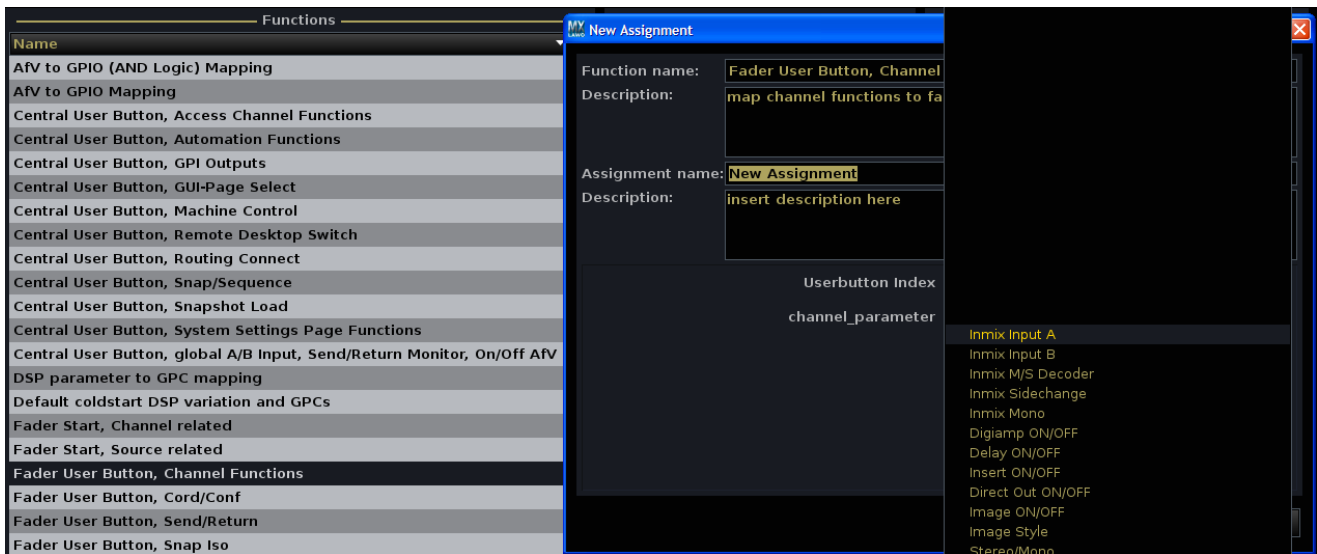 Functions
Name
AfV to GPIO (AND Logic) Mapping
AfV to GPIO Mapping
Central User Button, Access Channel Functions
Central User Button, Automation Functions
Central User Button, GPI Outputs
Central User Button, GUI-Page Select
Central User Button, Machine Control
Central User Button, Remote Desktop Switch
Central User Button, Routing Connect
Central User Button, Snap/Sequence
Central User Button, Snapshot Load
Central User Button, System Settings Page Functions
Central User Button, global A/B Input, Send/Return Monitor, On/Off AfV
DSP parameter to GPC mapping
Default coldstart DSP variation and GPCs
Fader Start, Channel related
Fader Start, Source related
Fader User Button, Channel Functions
Fader User Button, Cord/Conf
Fader User Button, Send/Return
Fader User Button, Snap Iso
New Assignment
Function name: Fader User Button, Channel
Description: map channel functions to fa
Assignment name: New Assignment
Description: insert description here
Userbutton Index
channel_parameter
Inmix Input A
Inmix Input B
Inmix M/S Decoder
Inmix Sidechange
Inmix Mono
Digiamp ON/OFF
Delay ON/OFF
Insert ON/OFF
Direct Out ON/OFF
Image ON/OFF
Image Style
Stereo/Mono